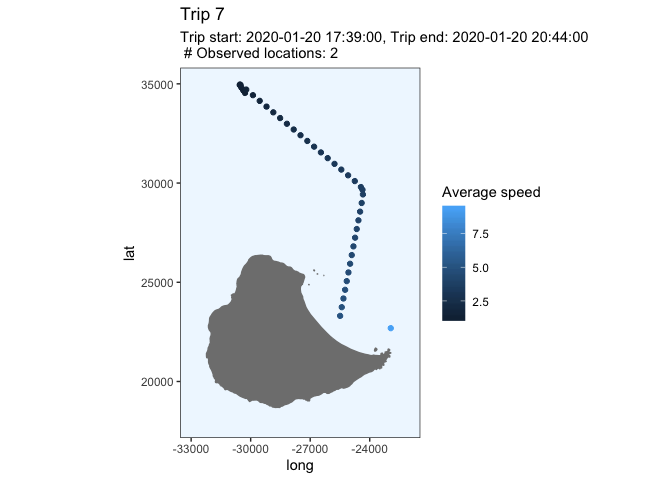 Trip 7
Trip start: 2020-01-20 17:39:00, Trip end: 2020-01-20 20:44:00
# Observed locations: 2
35000
30000
25000
20000
lat
-33000
-30000
-27000
-24000
long
Average speed
7.5
5.0
2.5